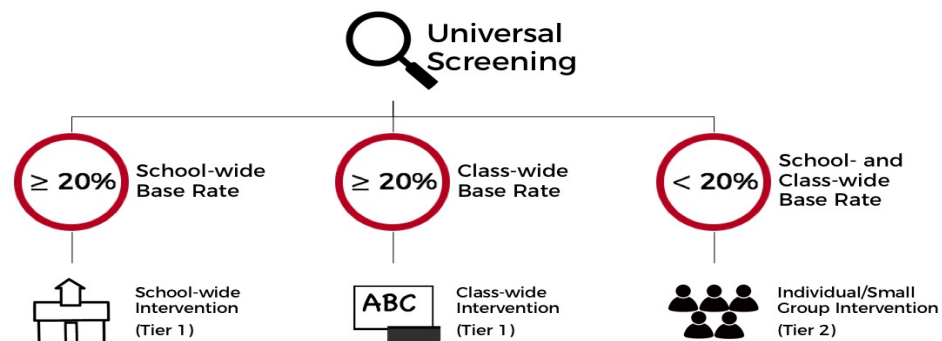 Universal
Screening
≥ 20%
School-wide
Base Rate
≥ 20%
Class-wide
Base Rate
< 20%
School- and
Class-wide
Base Rate
School-wide
Intervention
(Tier 1)
ABC
Class-wide
Intervention
(Tier 1)
Individual/Small
Group Intervention
(Tier 2)